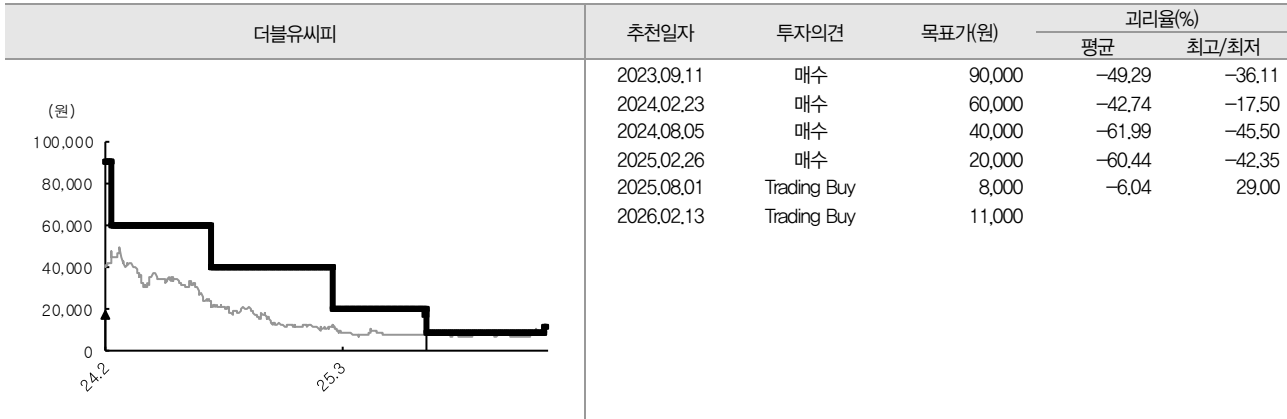 더블유씨피
추천일자 투자의견 목표가(원) 괴리율(%)
평균 최고/최저
2023.09.11 매수 90,000 -49.29 -36.11
2024.02.23 매수 60,000 -42.74 -17.50
2024.08.05 매수 40,000 -61.99 -45.50
2025.02.26 매수 20,000 -60.44 -42.35
2025.08.01 Trading Buy 8,000 -6.04 29.00
2026.02.13 Trading Buy 11,000
(원)
100,000
80,000
60,000
40,000
20,000
0
24.2 25.3